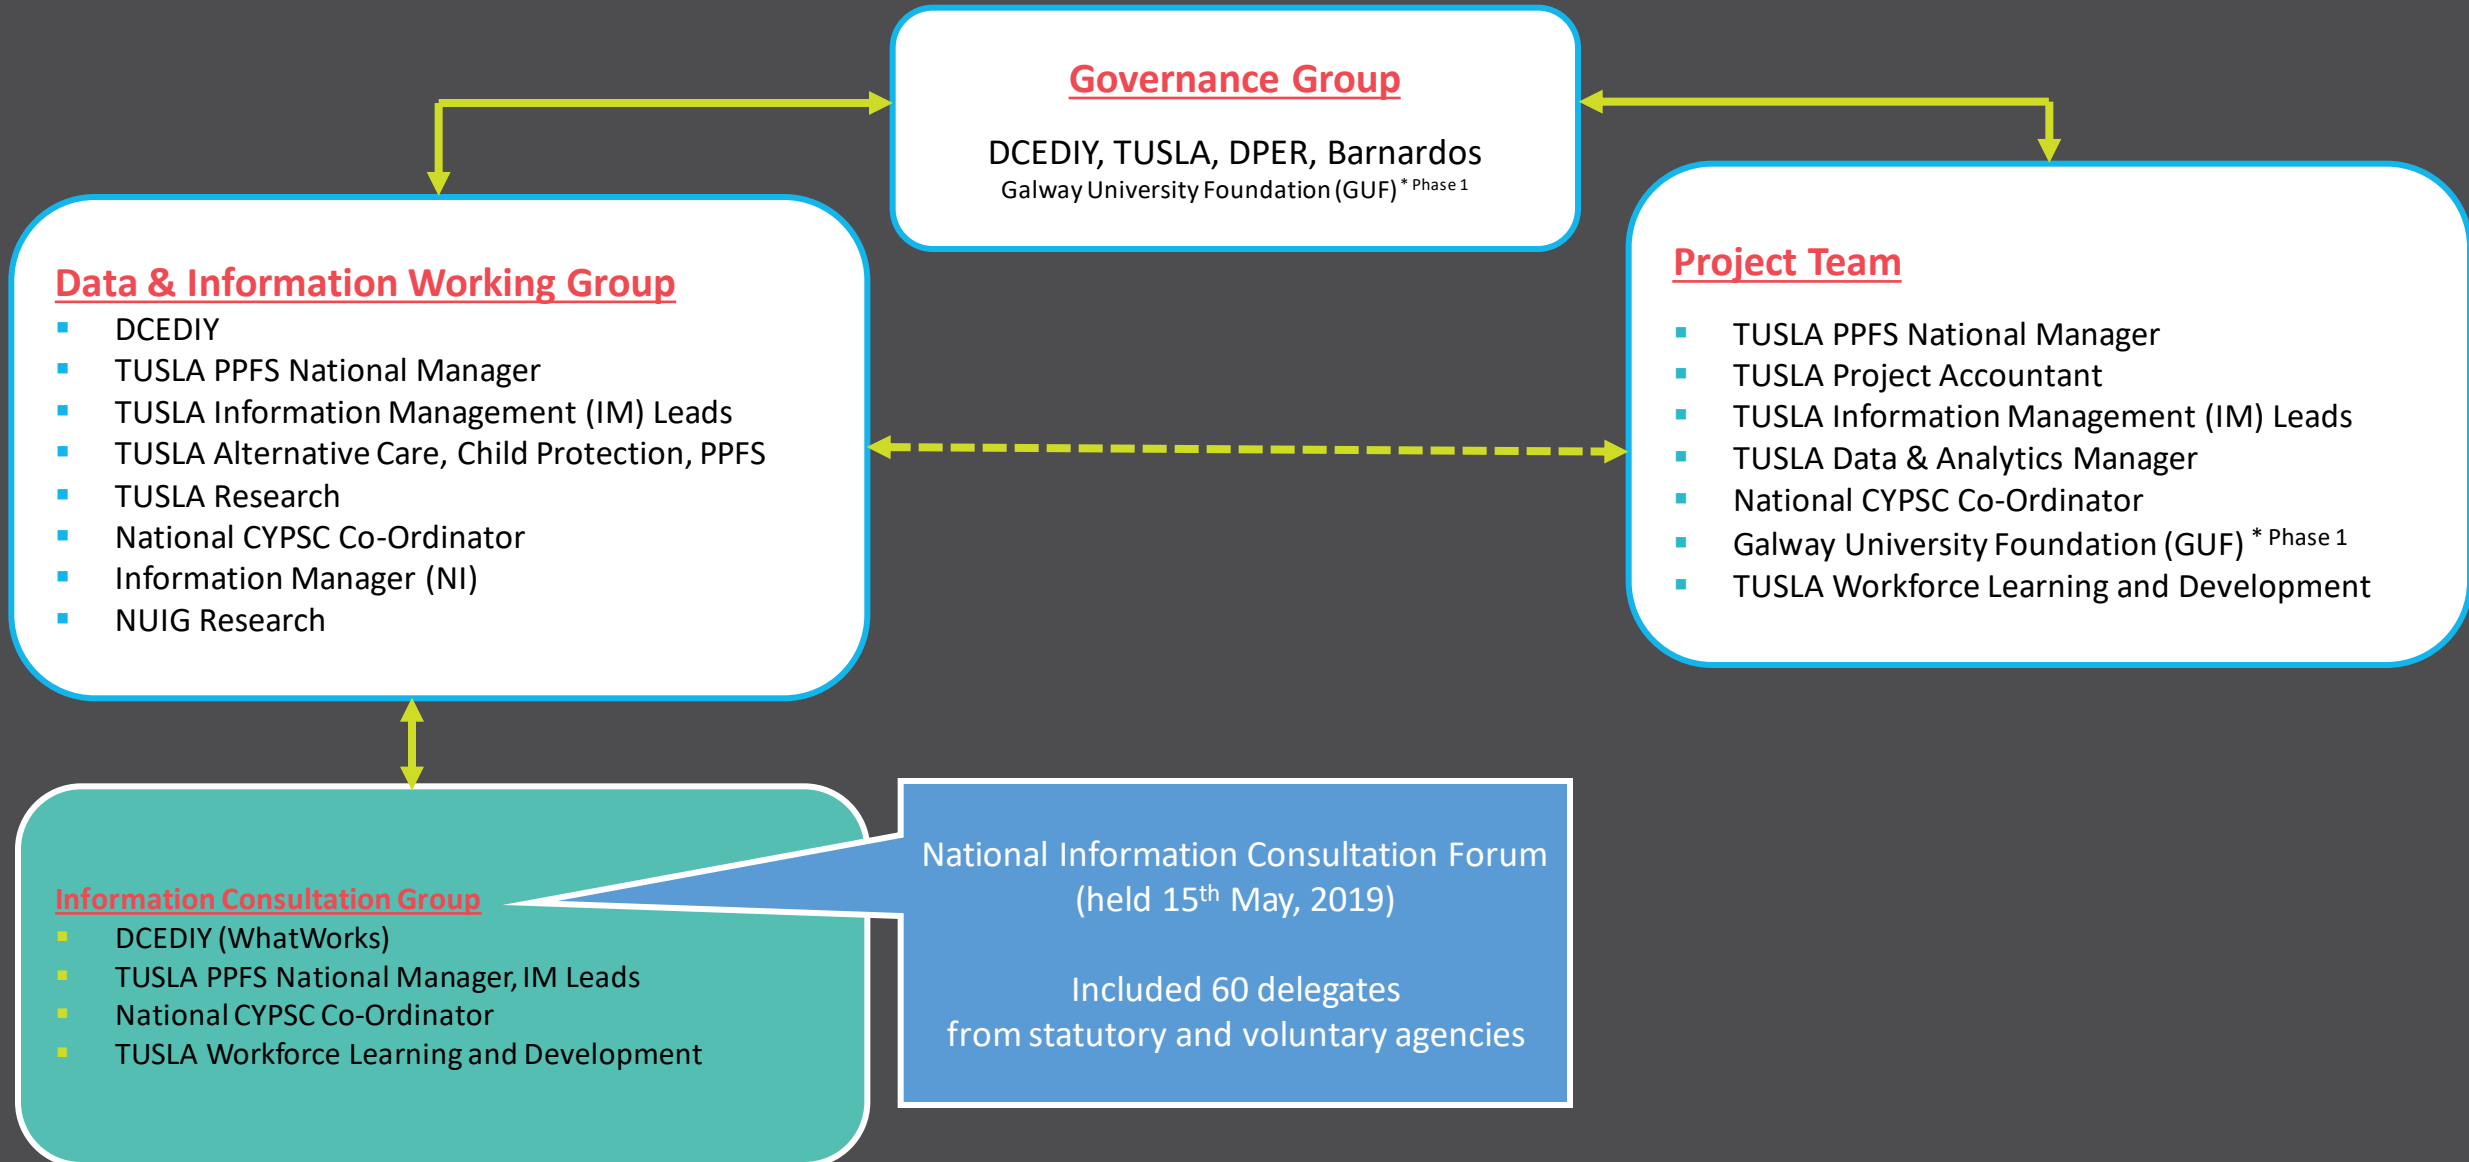 Governance Group
DCEDIY, TUSLA, DPER, Barnardos
Galway University Foundation (GUF) * Phase 1
Data & Information Working Group
▪ DCEDIY
▪ TUSLA PPFS National Manager
▪ TUSLA Information Management (IM) Leads
▪ TUSLA Alternative Care, Child Protection, PPFS
▪ TUSLA Research
▪ National CYPSC Co-Ordinator
▪ Information Manager (NI)
▪ NUIG Research
Project Team
▪ TUSLA PPFS National Manager
▪ TUSLA Project Accountant
▪ TUSLA Information Management (IM) Leads
▪ TUSLA Data & Analytics Manager
▪ National CYPSC Co-Ordinator
▪ Galway University Foundation (GUF) * Phase 1
▪ TUSLA Workforce Learning and Development
Information Consultation Group
▪ DCEDIY (WhatWorks)
▪ TUSLA PPFS National Manager, IM Leads
▪ National CYPSC Co-Ordinator
▪ TUSLA Workforce Learning and Development
National Information Consultation Forum
(held 15th May, 2019)
Included 60 delegates
from statutory and voluntary agencies